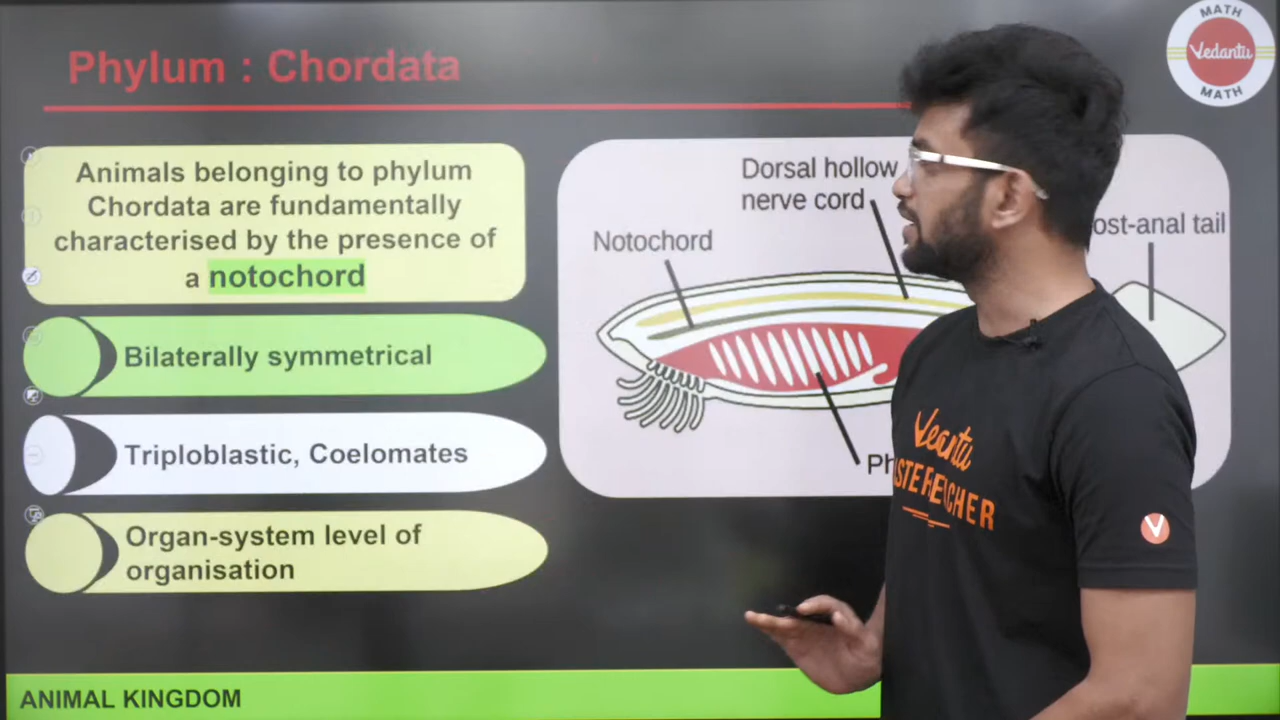 Phylum : Chordata
MATH
Vedantu
MATH
Animals belonging to phylum
Chordata are fundamentally
characterised by the presence of
a notochord
Bilaterally symmetrical
Triploblastic, Coelomates
Organ-system level of
organisation
Dorsal hollow
nerve cord
Notochord
ost-anal tail
Ph
ANIMAL KINGDOM
V